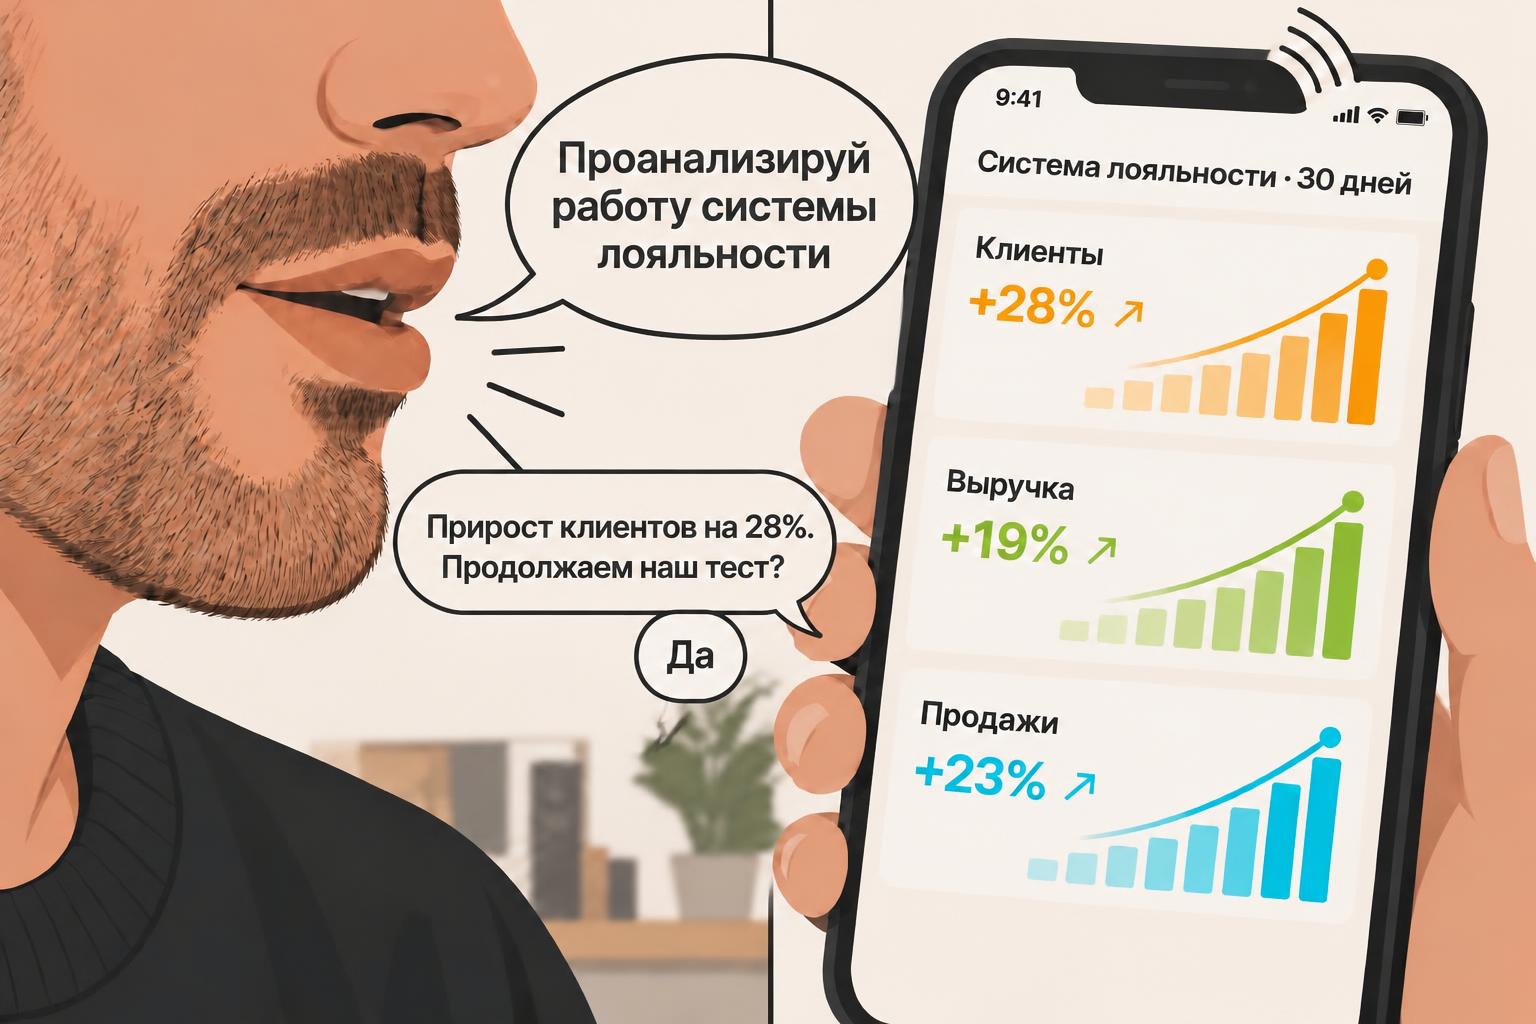 Проанализируй
работу системы
лояльности
Прирост клиентов на 28%.
Продолжаем наш тест?
Да
9:41
Система лояльности · 30 дней
Клиенты
+28% ↗
Выручка
+19% ↗
Продажи
+23% ↗